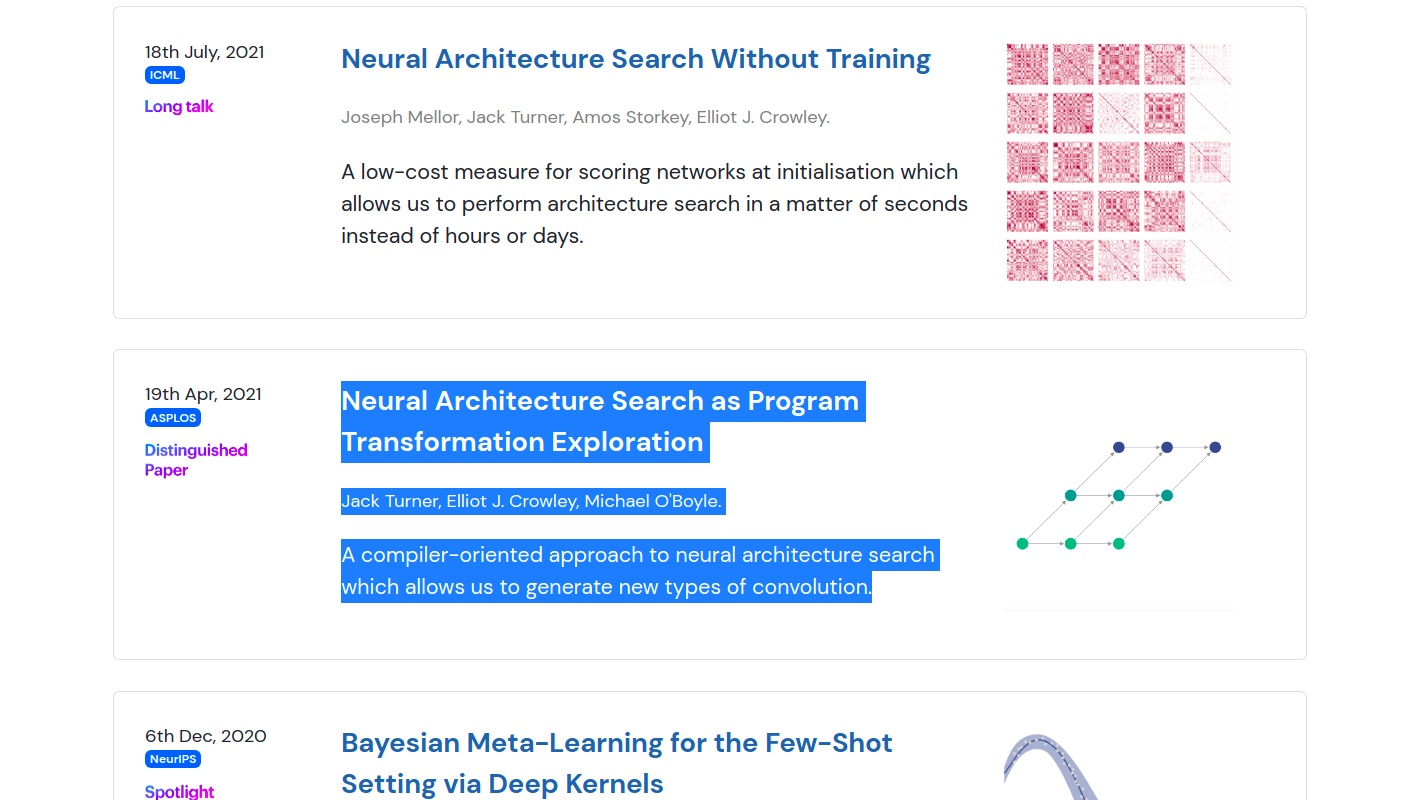 18th July, 2021
ICML
Long talk
Neural Architecture Search Without Training
Joseph Mellor, Jack Turner, Amos Storkey, Elliot J. Crowley.
A low-cost measure for scoring networks at initialisation which
allows us to perform architecture search in a matter of seconds
instead of hours or days.
19th Apr, 2021
ASPLOS
Distinguished
Paper
Neural Architecture Search as Program
Transformation Exploration
Jack Turner, Elliot J. Crowley, Michael O'Boyle.
A compiler-oriented approach to neural architecture search
which allows us to generate new types of convolution.
6th Dec, 2020
NeurIPS
Spotlight
Bayesian Meta-Learning for the Few-Shot
Setting via Deep Kernels